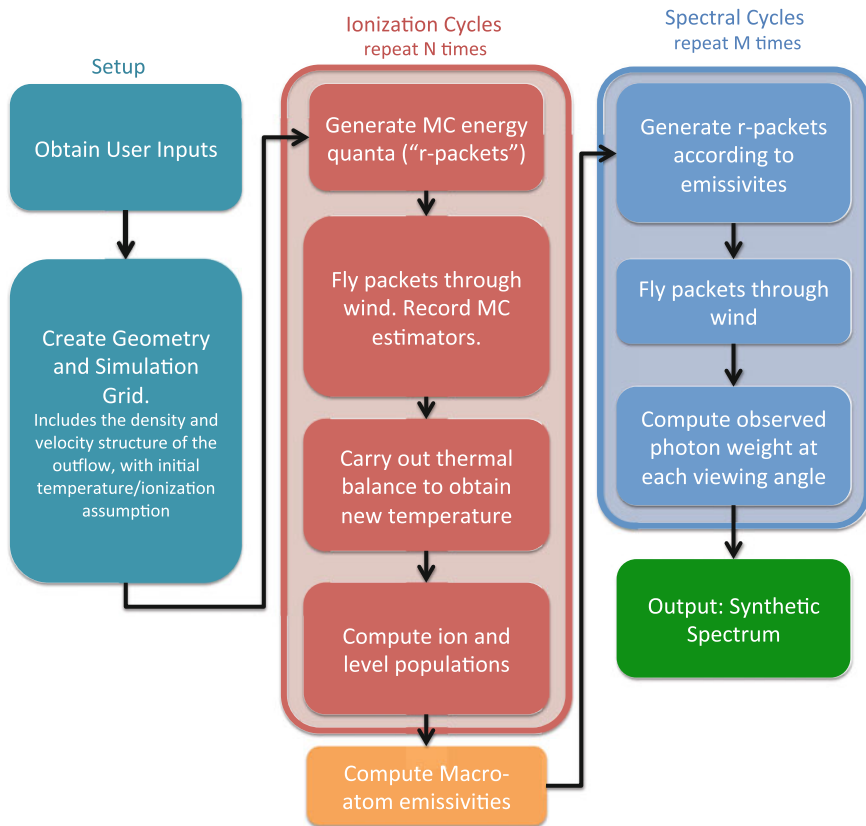 Setup
Obtain User Inputs
Create Geometry
and Simulation
Grid.
Includes the density and
velocity structure of the
outflow, with initial
temperature/ionization
assumption
Ionization Cycles
repeat N times
Generate MC energy
quanta (“r-packets”)
Fly packets through
wind. Record MC
estimators.
Carry out thermal
balance to obtain
new temperature
Compute ion and
level populations
Compute Macro-
atom emissivities
Spectral Cycles
repeat M times
Generate r-packets
according to
emissivites
Fly packets through
wind
Compute observed
photon weight at
each viewing angle
Output: Synthetic
Spectrum